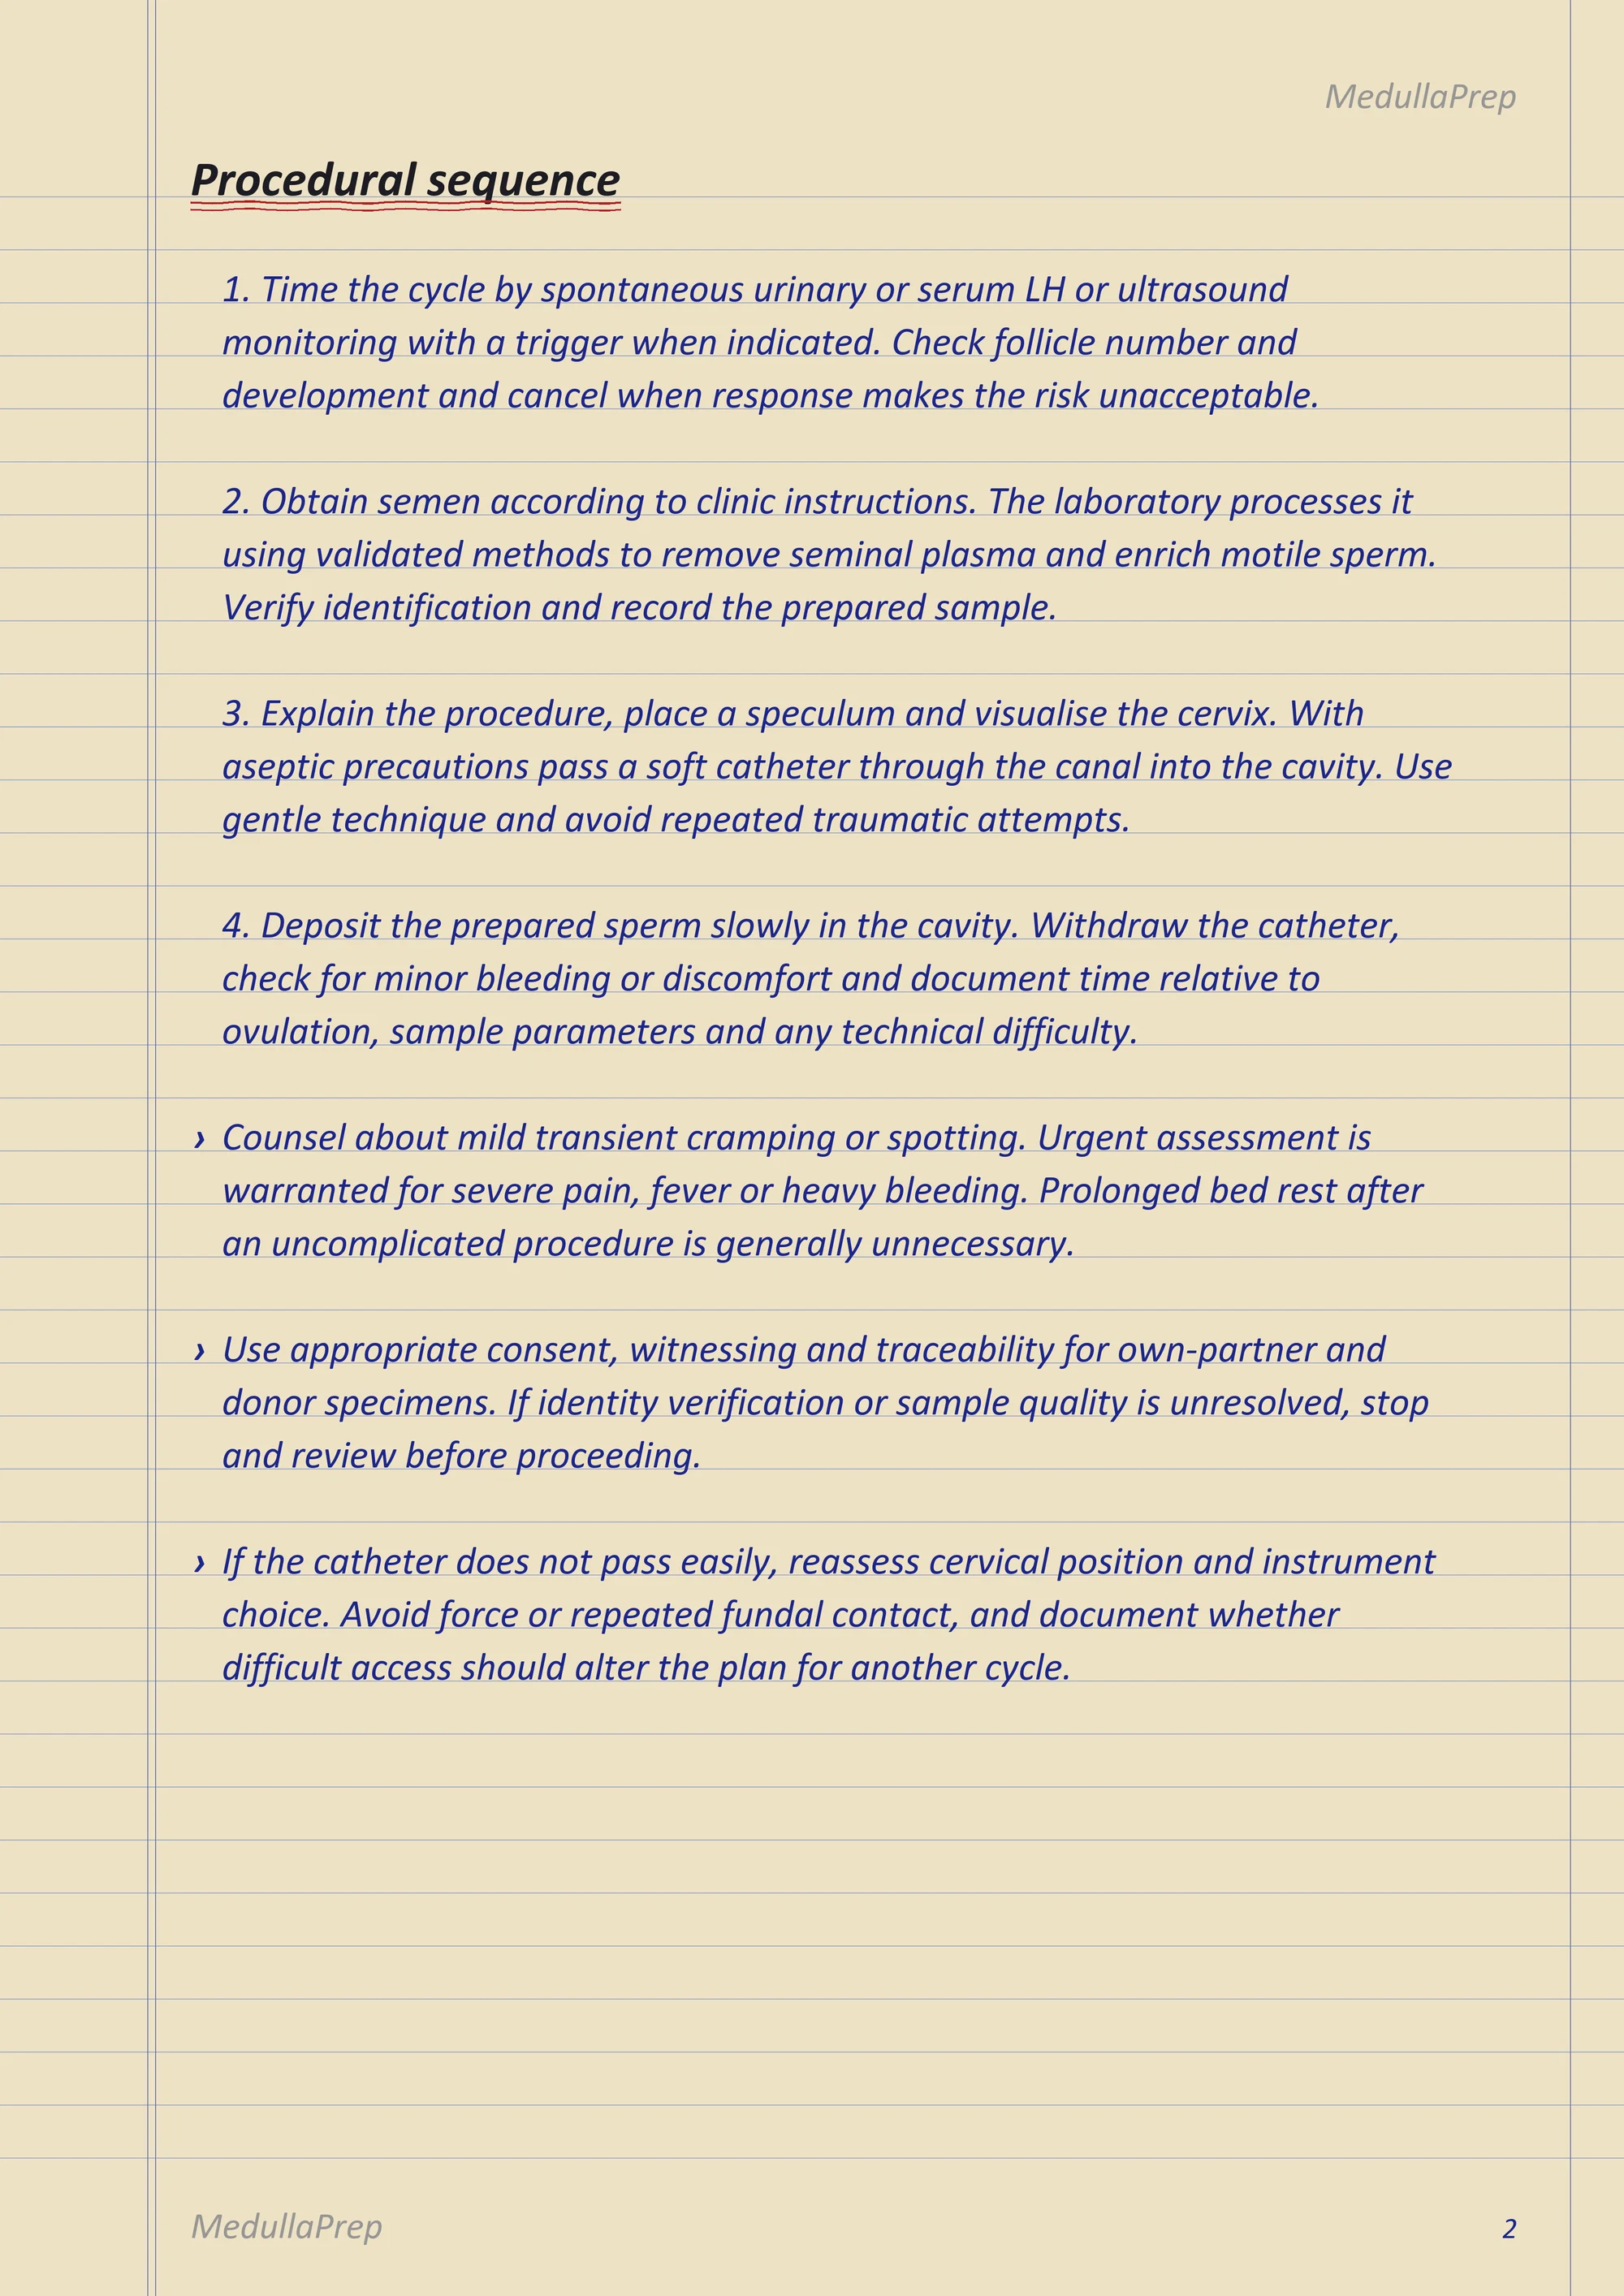 MedullaPrep
Procedural sequence
1. Time the cycle by spontaneous urinary or serum LH or ultrasound
monitoring with a trigger when indicated. Check follicle number and
development and cancel when response makes the risk unacceptable.
2. Obtain semen according to clinic instructions. The laboratory processes it
using validated methods to remove seminal plasma and enrich motile sperm.
Verify identification and record the prepared sample.
3. Explain the procedure, place a speculum and visualise the cervix. With
aseptic precautions pass a soft catheter through the canal into the cavity. Use
gentle technique and avoid repeated traumatic attempts.
4. Deposit the prepared sperm slowly in the cavity. Withdraw the catheter,
check for minor bleeding or discomfort and document time relative to
ovulation, sample parameters and any technical difficulty.
› Counsel about mild transient cramping or spotting. Urgent assessment is
warranted for severe pain, fever or heavy bleeding. Prolonged bed rest after
an uncomplicated procedure is generally unnecessary.
› Use appropriate consent, witnessing and traceability for own-partner and
donor specimens. If identity verification or sample quality is unresolved, stop
and review before proceeding.
› If the catheter does not pass easily, reassess cervical position and instrument
choice. Avoid force or repeated fundal contact, and document whether
difficult access should alter the plan for another cycle.
MedullaPrep
2